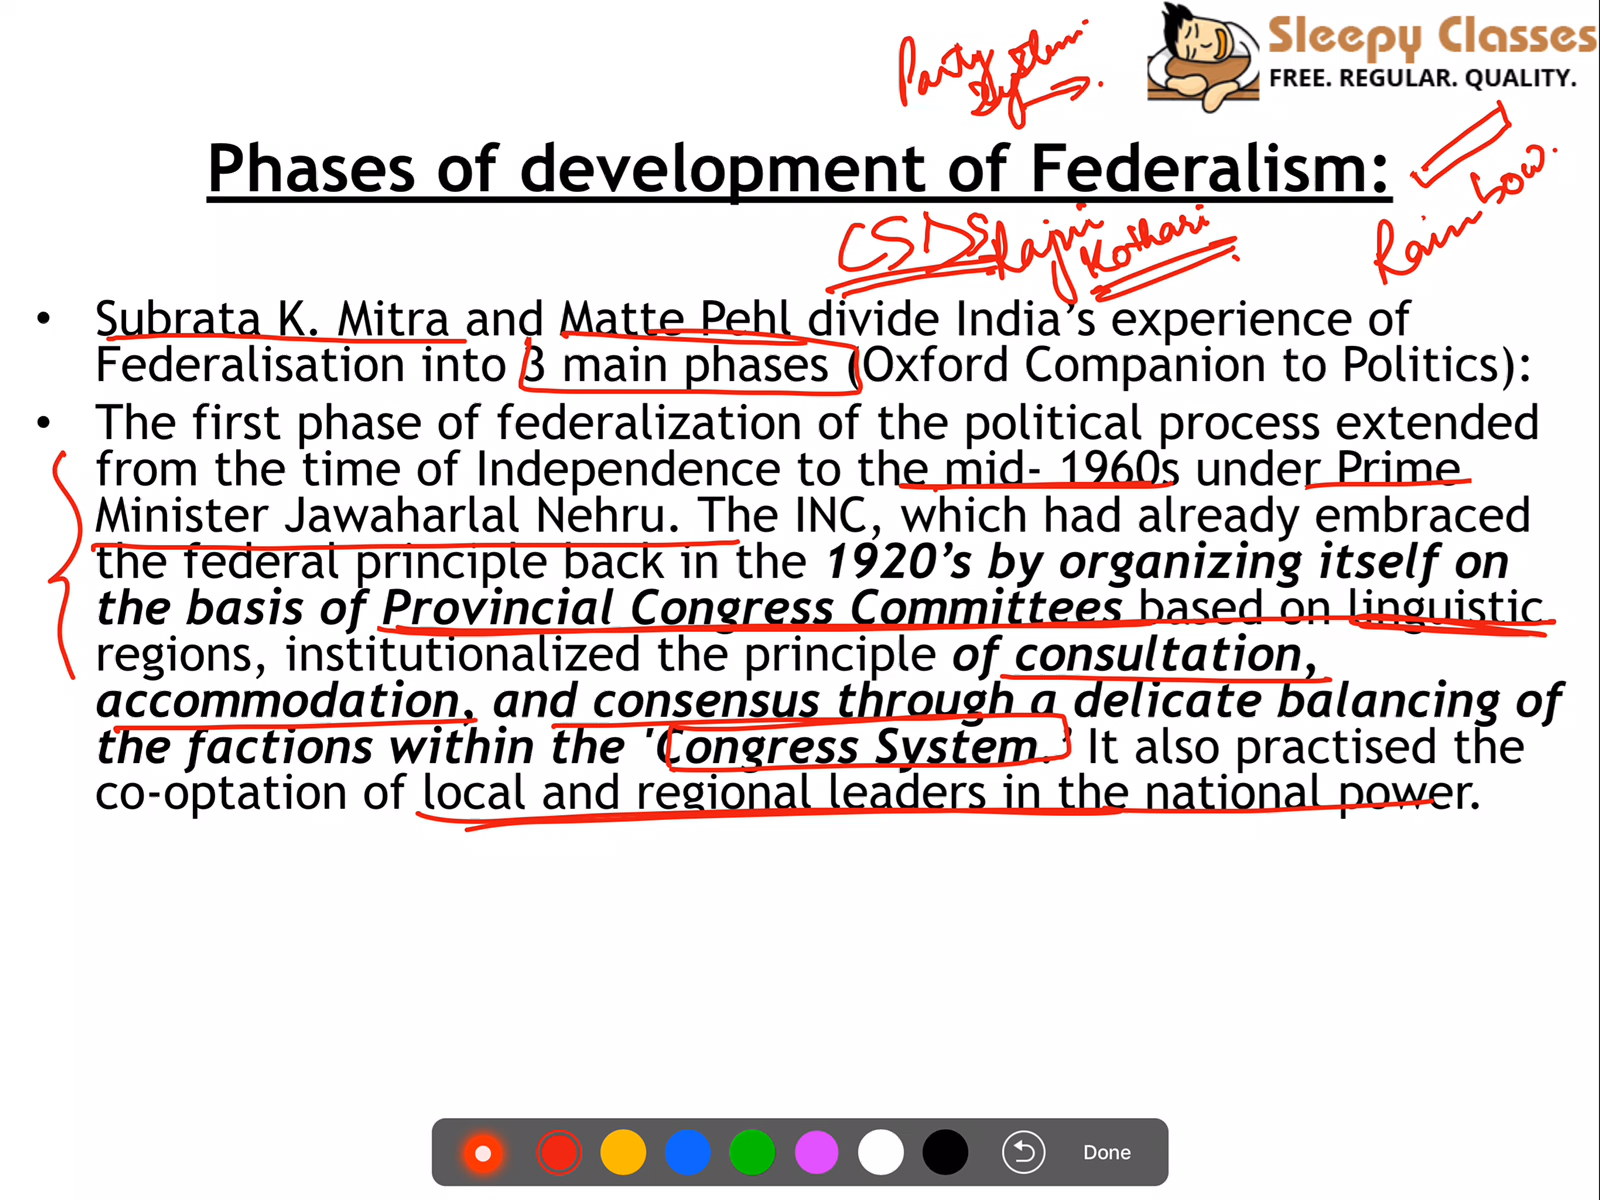 Party System
Sleepy Classes
FREE. REGULAR. QUALITY.
Phases of development of Federalism:
Rainbow.
CSDS Rajni Kothari
• Subrata K. Mitra and Matte Pehl divide India's experience of
Federalisation into 3 main phases (Oxford Companion to Politics):
• The first phase of federalization of the political process extended
from the time of Independence to the mid- 1960s under Prime
Minister Jawaharlal Nehru. The INC, which had already embraced
the federal principle back in the 1920's by organizing itself on
the basis of Provincial Congress Committees based on linguistic
regions, institutionalized the principle of consultation,
accommodation, and consensus through a delicate balancing of
the factions within the 'Congress System.' It also practised the
co-optation of local and regional leaders in the national power.
Done